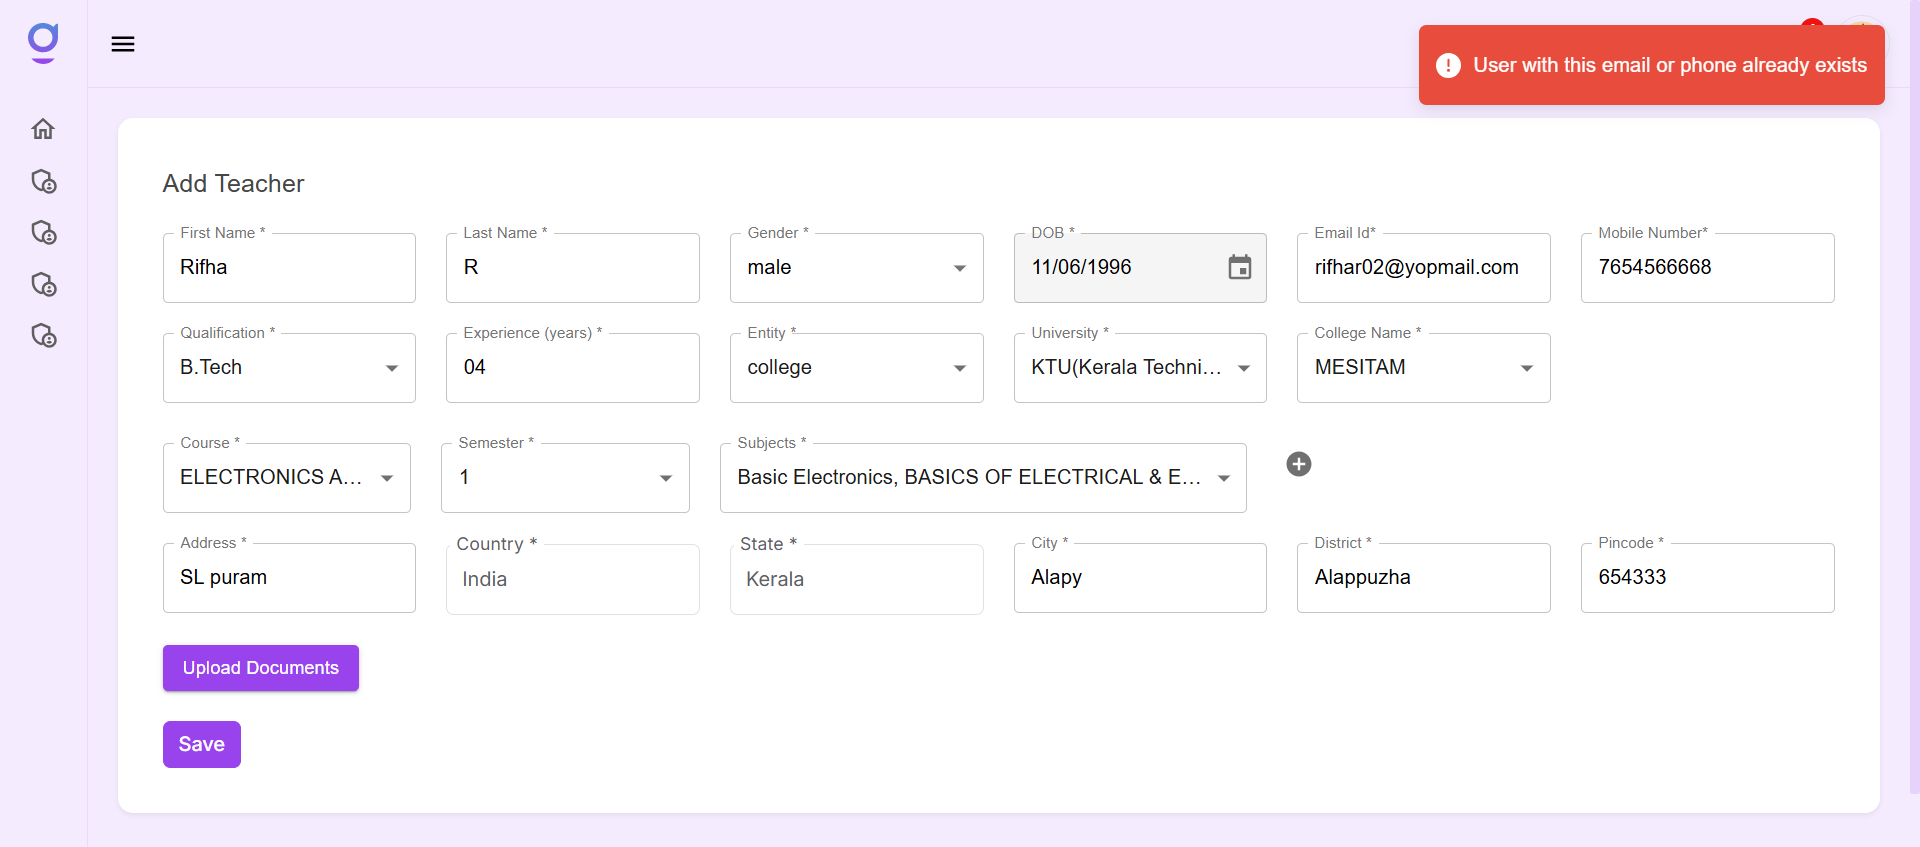 User with this email or phone already exists
Add Teacher
First Name *
Rifha
Last Name *
R
Gender *
male
DOB *
11/06/1996
Email Id*
rifhar02@yopmail.com
Mobile Number*
7654566668
Qualification *
B.Tech
Experience (years) *
04
Entity *
college
University *
KTU(Kerala Techni...
College Name *
MESITAM
Course *
ELECTRONICS A...
Semester *
1
Subjects *
Basic Electronics, BASICS OF ELECTRICAL & E...
Address *
SL puram
Country *
India
State *
Kerala
City *
Alapy
District *
Alappuzha
Pincode *
654333
Upload Documents
Save